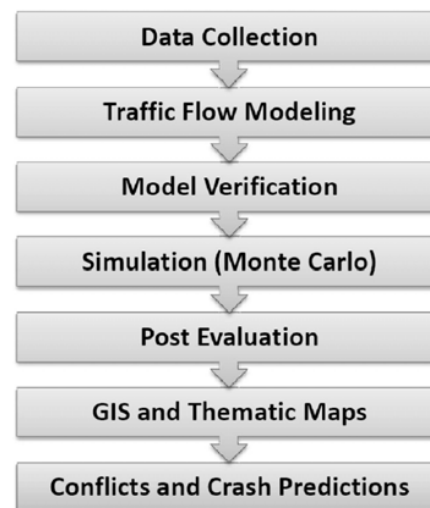 Data Collection
Traffic Flow Modeling
Model Verification
Simulation (Monte Carlo)
Post Evaluation
GIS and Thematic Maps
Conflicts and Crash Predictions